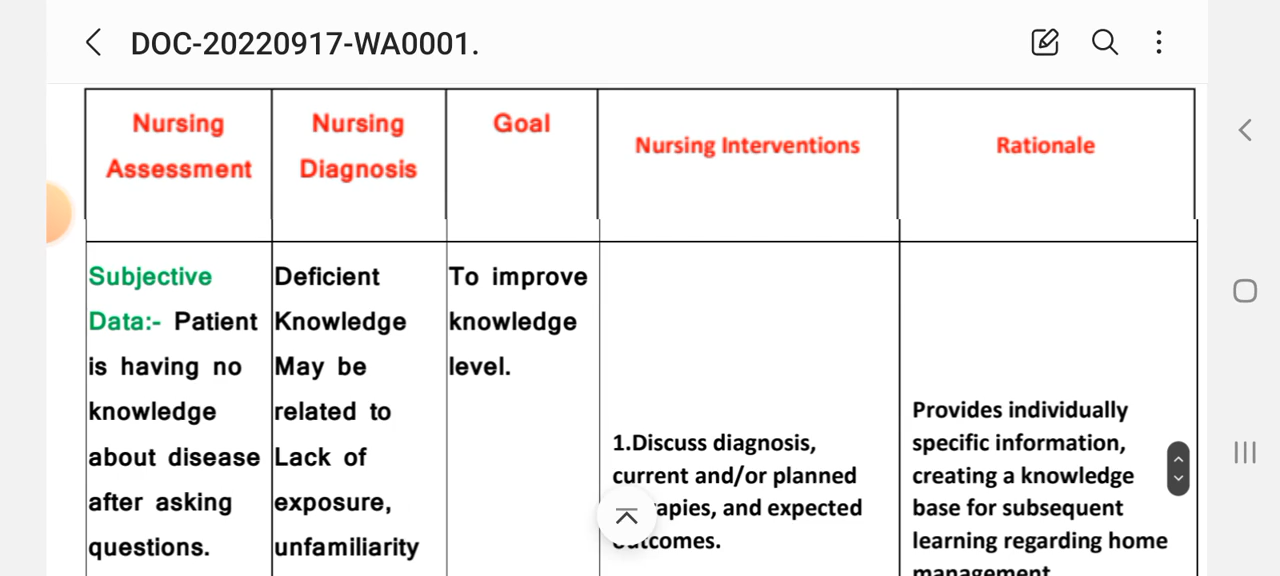 DOC-20220917-WA0001.
Nursing
Assessment
Nursing
Diagnosis
Goal
Nursing Interventions
Rationale
Subjective
Data:- Patient
is having no
knowledge
about disease
after asking
questions.
Deficient
Knowledge
May be
related to
Lack of
exposure,
unfamiliarity
To improve
knowledge
level.
1.Discuss diagnosis,
current and/or planned
and expected
outcomes.
Provides individually
specific information,
creating a knowledge
base for subsequent
learning regarding home
management